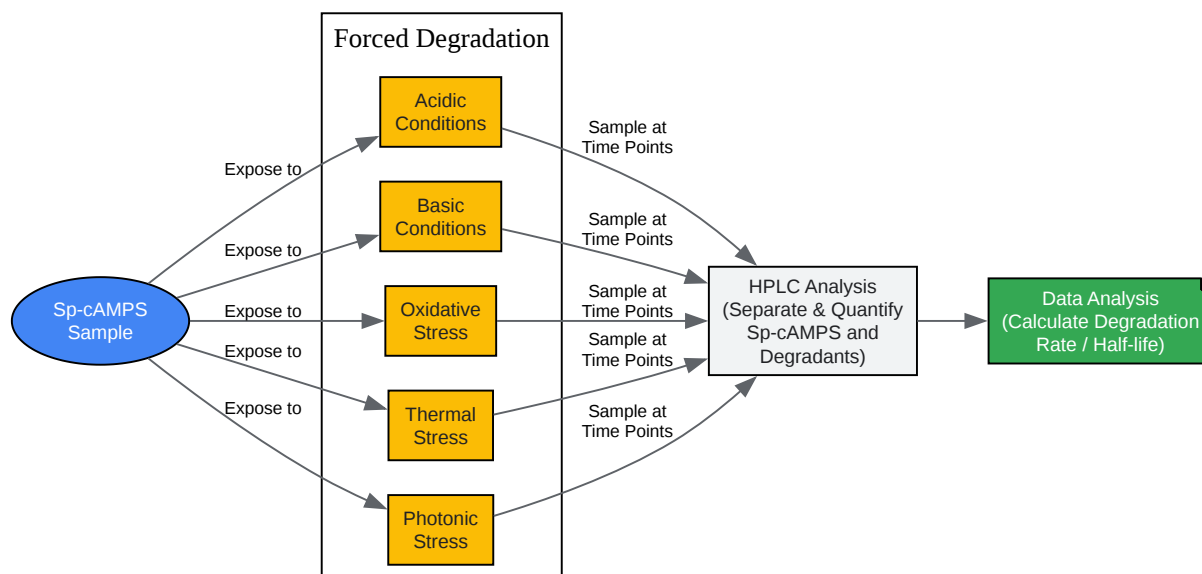 Forced Degradation
Sp-cAMPS
Sample
Expose to
Expose to
Expose to
Expose to
Expose to
Acidic
Conditions
Basic
Conditions
Oxidative
Stress
Thermal
Stress
Photonic
Stress
Sample at
Time Points
Sample at
Time Points
Sample at
Time Points
Sample at
Time Points
Sample at
Time Points
HPLC Analysis
(Separate & Quantify
Sp-cAMPS and
Degradants)
Data Analysis
(Calculate Degradation
Rate / Half-life)